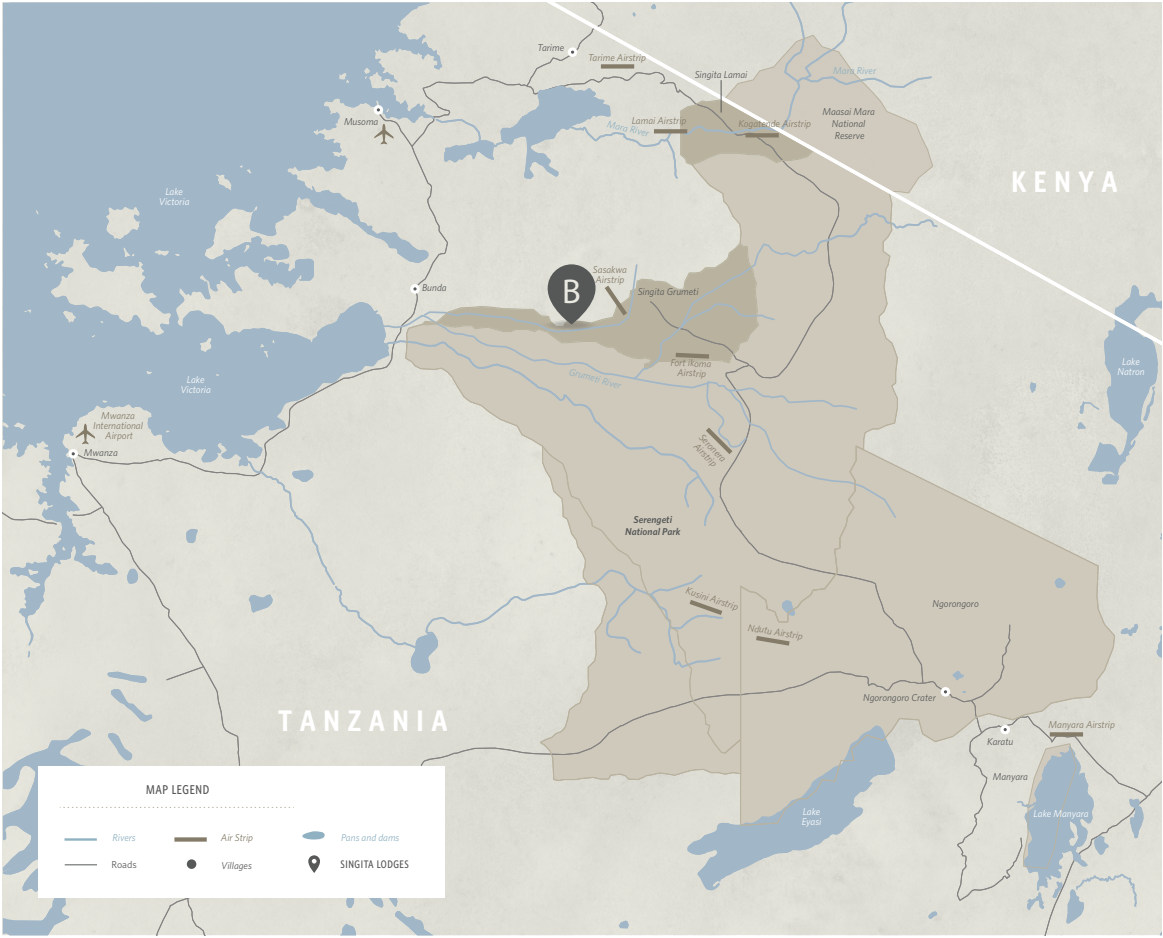 Tarime
Tarime Airstrip
Singita Lamai
Mara River
Musoma
Lamai Airstrip
Kogatende Airstrip
Maasai Mara
National
Reserve
Mara River
KENYA
Lake
Victoria
Bunda
B
Sasakwa
Airstrip
Singita Grumeti
Fort Ikoma
Airstrip
Grumeti River
Lake
Natron
Lake
Victoria
Mwanza
International
Airport
Mwanza
Seronera
Airstrip
Serengeti
National Park
Kusini Airstrip
Ndutu Airstrip
Ngorongoro
Ngorongoro Crater
TANZANIA
Karatu
Manyara Airstrip
Manyara
Lake Manyara
Lake
Eyasi
MAP LEGEND
Rivers
Air Strip
Pans and dams
Roads
Villages
SINGITA LODGES